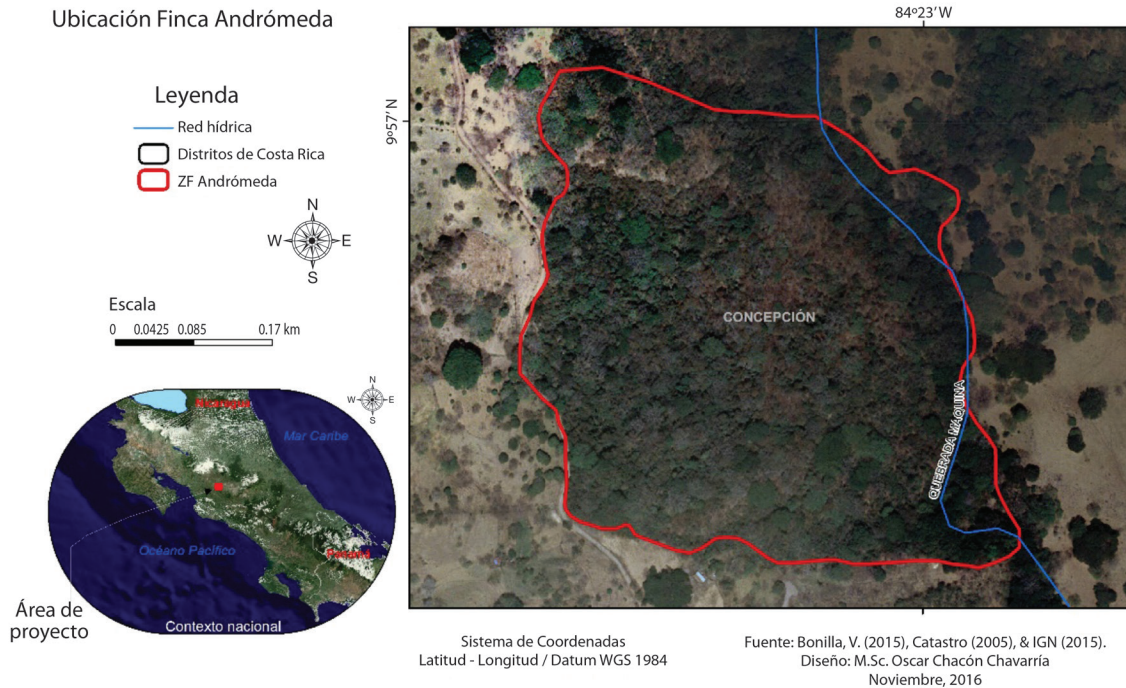 Ubicación Finca Andrómeda
Leyenda
Red hídrica
Distritos de Costa Rica
ZF Andrómeda
N
W E
S
Escala
0 0.0425 0.085 0.17 km
N
W E
S
Nicaragua
Mar Caribe
Océano Pacífico
Panamá
Contexto nacional
Área de
proyecto
84º23' W
9º57' N
CONCEPCIÓN
QUEBRADA MÁQUINA
Sistema de Coordenadas
Latitud - Longitud / Datum WGS 1984
Fuente: Bonilla, V. (2015), Catastro (2005), & IGN (2015).
Diseño: M.Sc. Oscar Chacón Chavarría
Noviembre, 2016